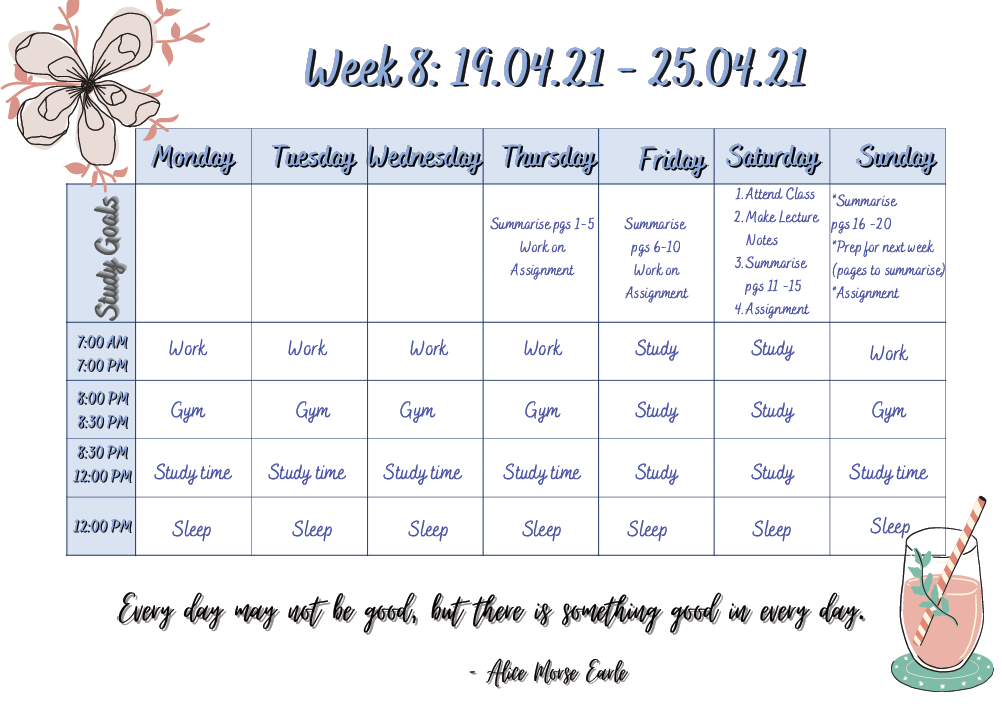 Week 8: 19.04.21 - 25.04.21
Monday Tuesday Wednesday Thursday Friday Saturday Sunday
Study Goals
Summarise pgs 1-5
Work on
Assignment
Summarise
pgs 6-10
Work on
Assignment
1. Attend Class
2. Make Lecture
Notes
3. Summarise
pgs 11 -15
4. Assignment
*Summarise
pgs 16 -20
*Prep for next week
(pages to summarise)
*Assignment
7:00 AM
7:00 PM
Work Work Work Work Study Study Work
8:00 PM
8:30 PM
Gym Gym Gym Gym Study Study Gym
8:30 PM
12:00 PM
Study time Study time Study time Study time Study Study Study time
12:00 PM
Sleep Sleep Sleep Sleep Sleep Sleep Sleep
Every day may not be good, but there is something good in every day.
- Alice Morse Earle